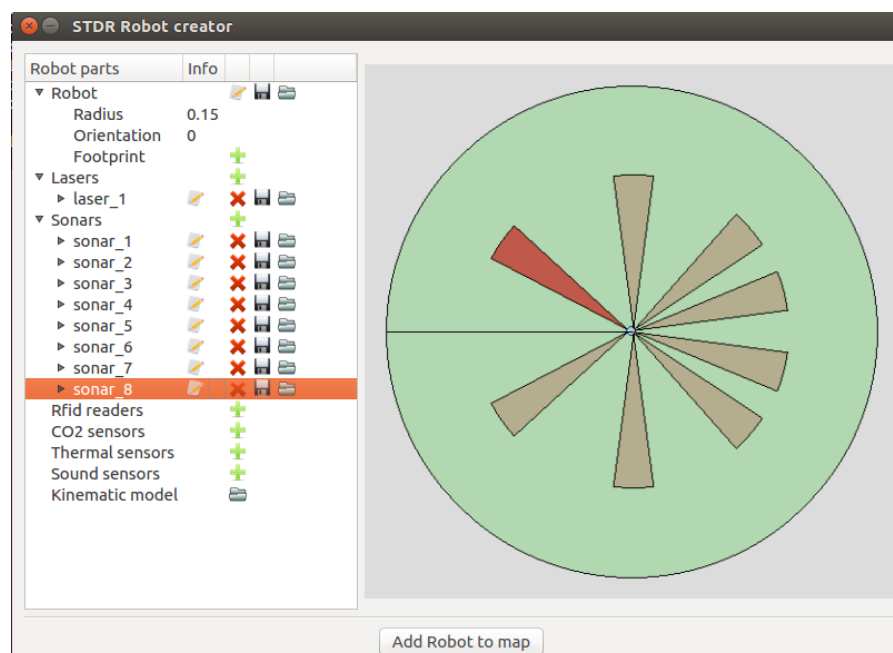 STDR Robot creator
Robot parts Info
Robot
Radius 0.15
Orientation 0
Footprint
Lasers
laser_1
Sonars
sonar_1
sonar_2
sonar_3
sonar_4
sonar_5
sonar_6
sonar_7
sonar_8
Rfid readers
CO2 sensors
Thermal sensors
Sound sensors
Kinematic model
Add Robot to map